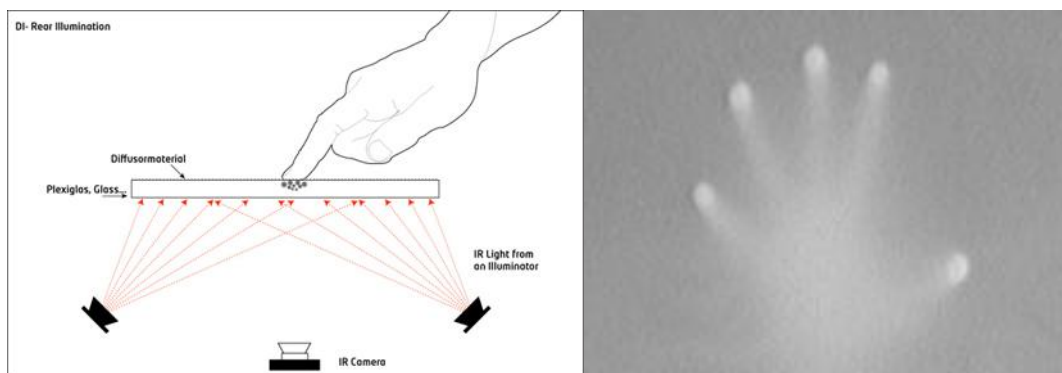 DI- Rear Illumination
Diffusormaterial
Plexiglas, Glass...
IR Light from
an Illuminator
IR Camera